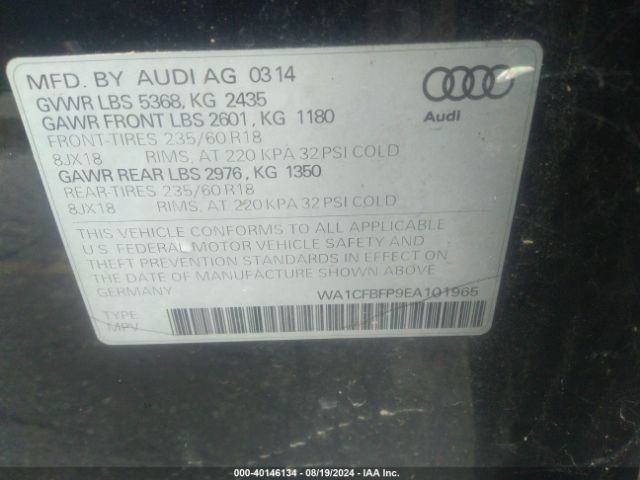 MFD. BY AUDI AG 0314
GVWR LBS 5368, KG 2435
GAWR FRONT LBS 2601, KG 1180
FRONT-TIRES 235/60 R18
8JX18 RIMS, AT 220 KPA 32 PSI COLD
GAWR REAR LBS 2976, KG 1350
REAR-TIRES 235/60 R18
8JX18 RIMS, AT 220 KPA 32 PSI COLD
Audi
THIS VEHICLE CONFORMS TO ALL APPLICABLE
U.S. FEDERAL MOTOR VEHICLE SAFETY AND
THEFT PREVENTION STANDARDS IN EFFECT ON
THE DATE OF MANUFACTURE SHOWN ABOVE.
GERMANY WA1CFBFP9EA101965
TYPE:
MPV
000-40146134 - 08/19/2024 - IAA Inc.